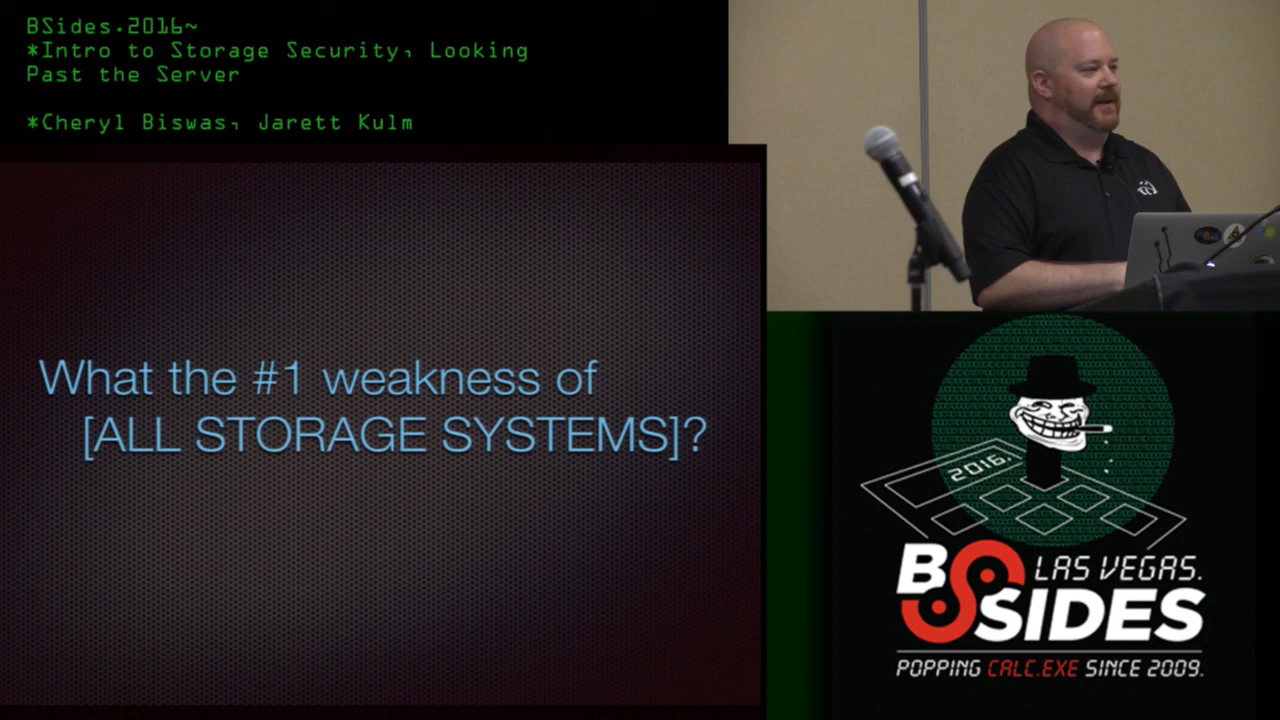 BSides.2016~
*Intro to Storage Security, Looking
Past the Server
*Cheryl Biswas, Jarett Kulm
What the #1 weakness of
[ALL STORAGE SYSTEMS]?
2016.
BSIDES
LAS VEGAS.
POPPING CALC.EXE SINCE 2009.